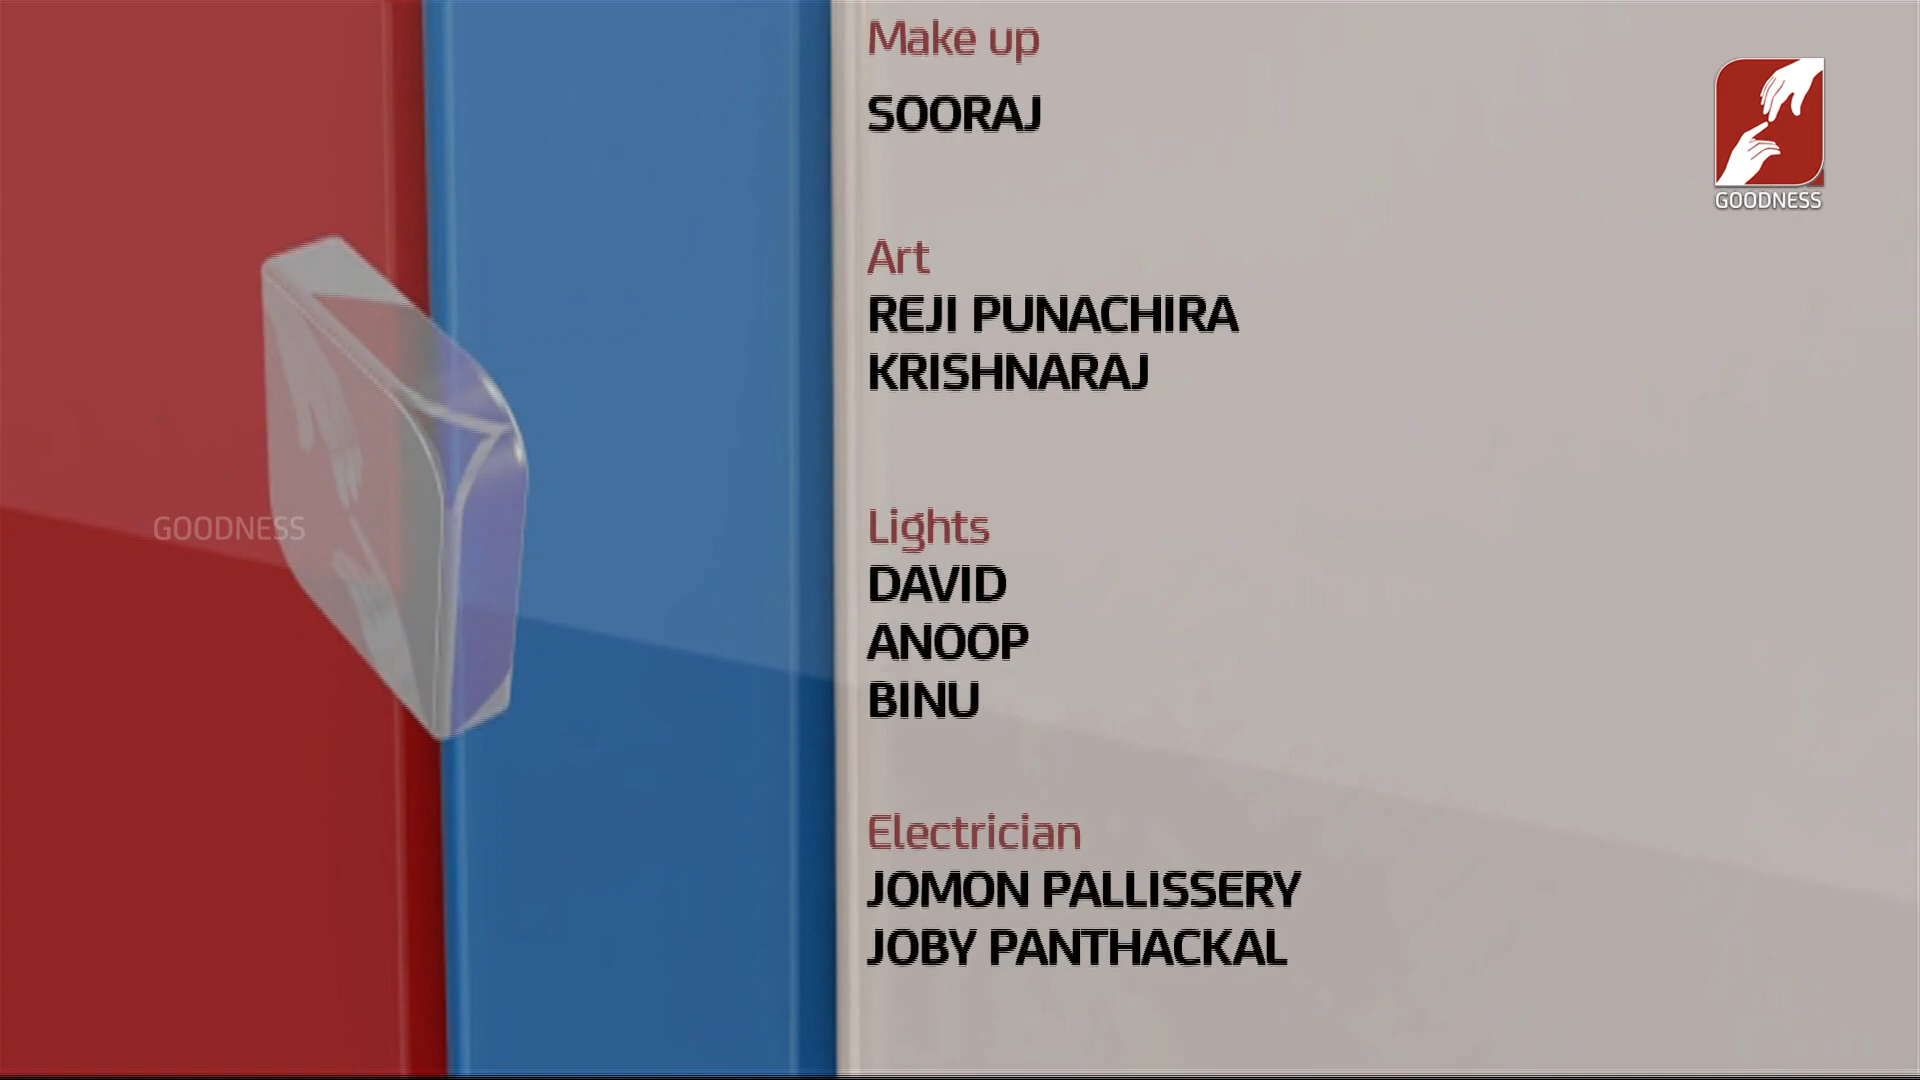 Make up
SOORAJ
GOODNESS
Art
REJI PUNACHIRA
KRISHNARAJ
GOODNESS
Lights
DAVID
ANOOP
BINU
Electrician
JOMON PALLISSERY
JOBY PANTHACKAL